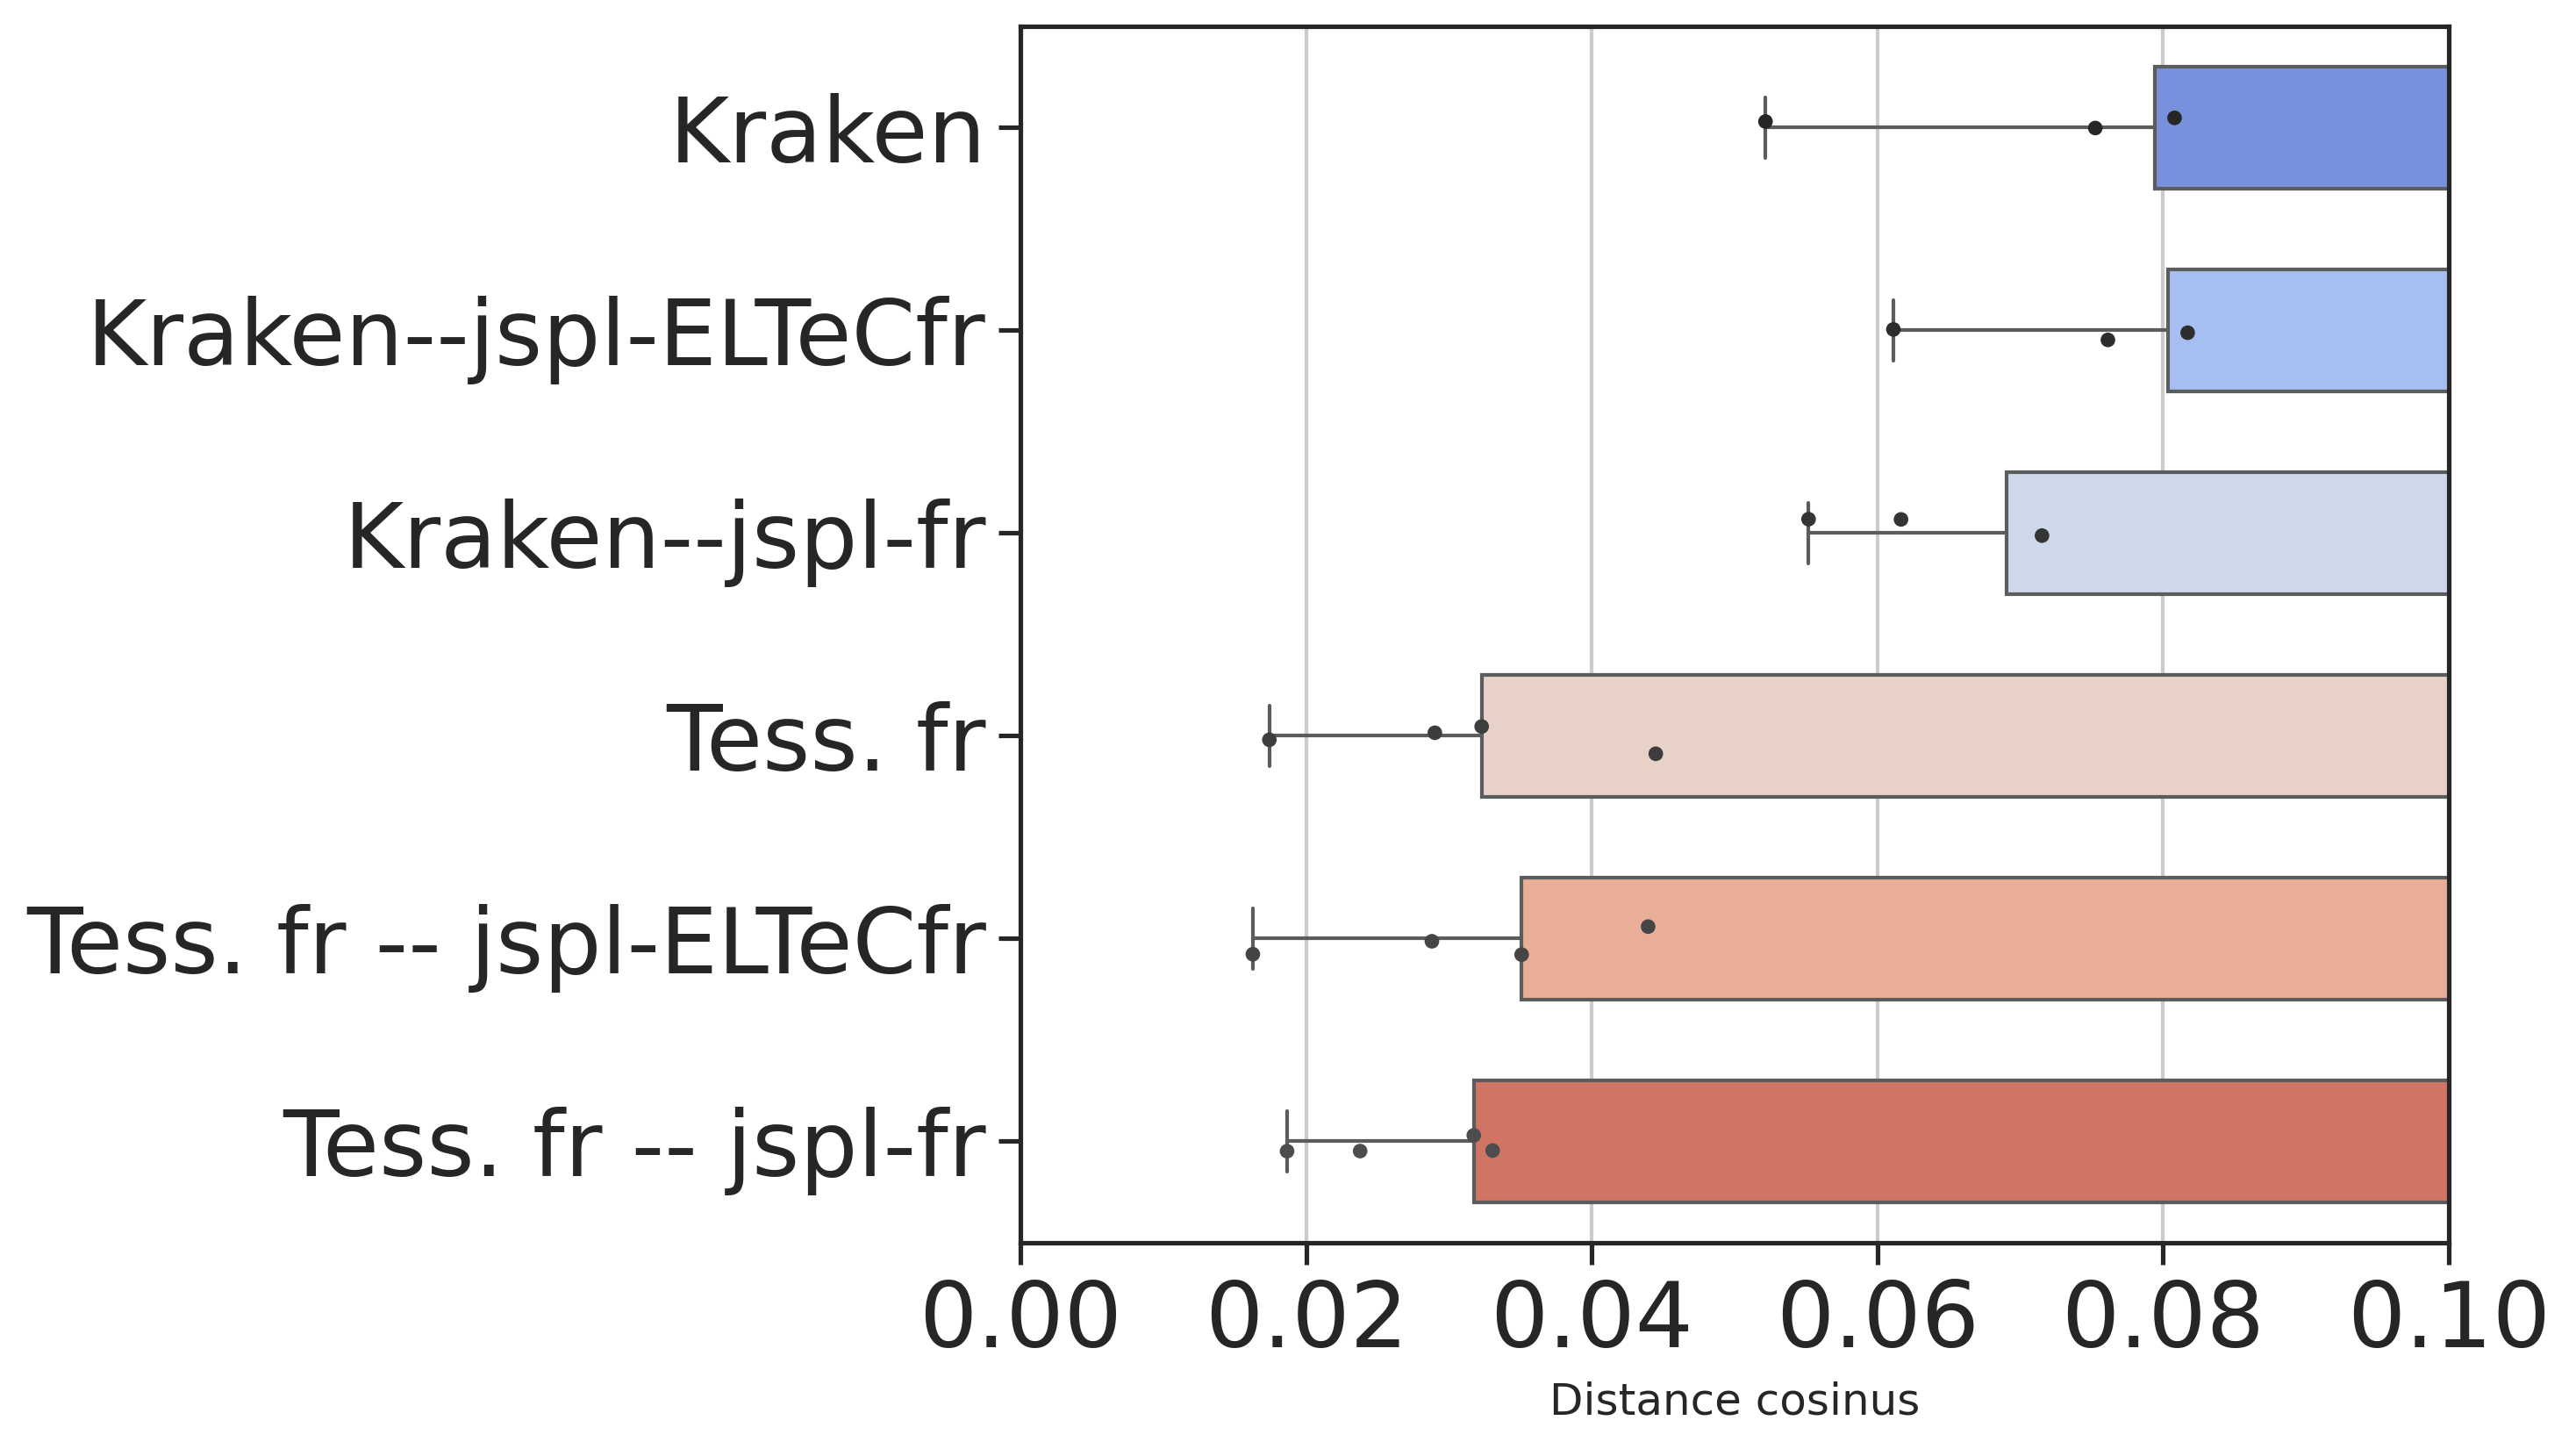 Kraken
Kraken--jspl-ELTeCfr
Kraken--jspl-fr
Tess. fr
Tess. fr -- jspl-ELTeCfr
Tess. fr -- jspl-fr
0.00 0.02 0.04 0.06 0.08 0.10
Distance cosinus